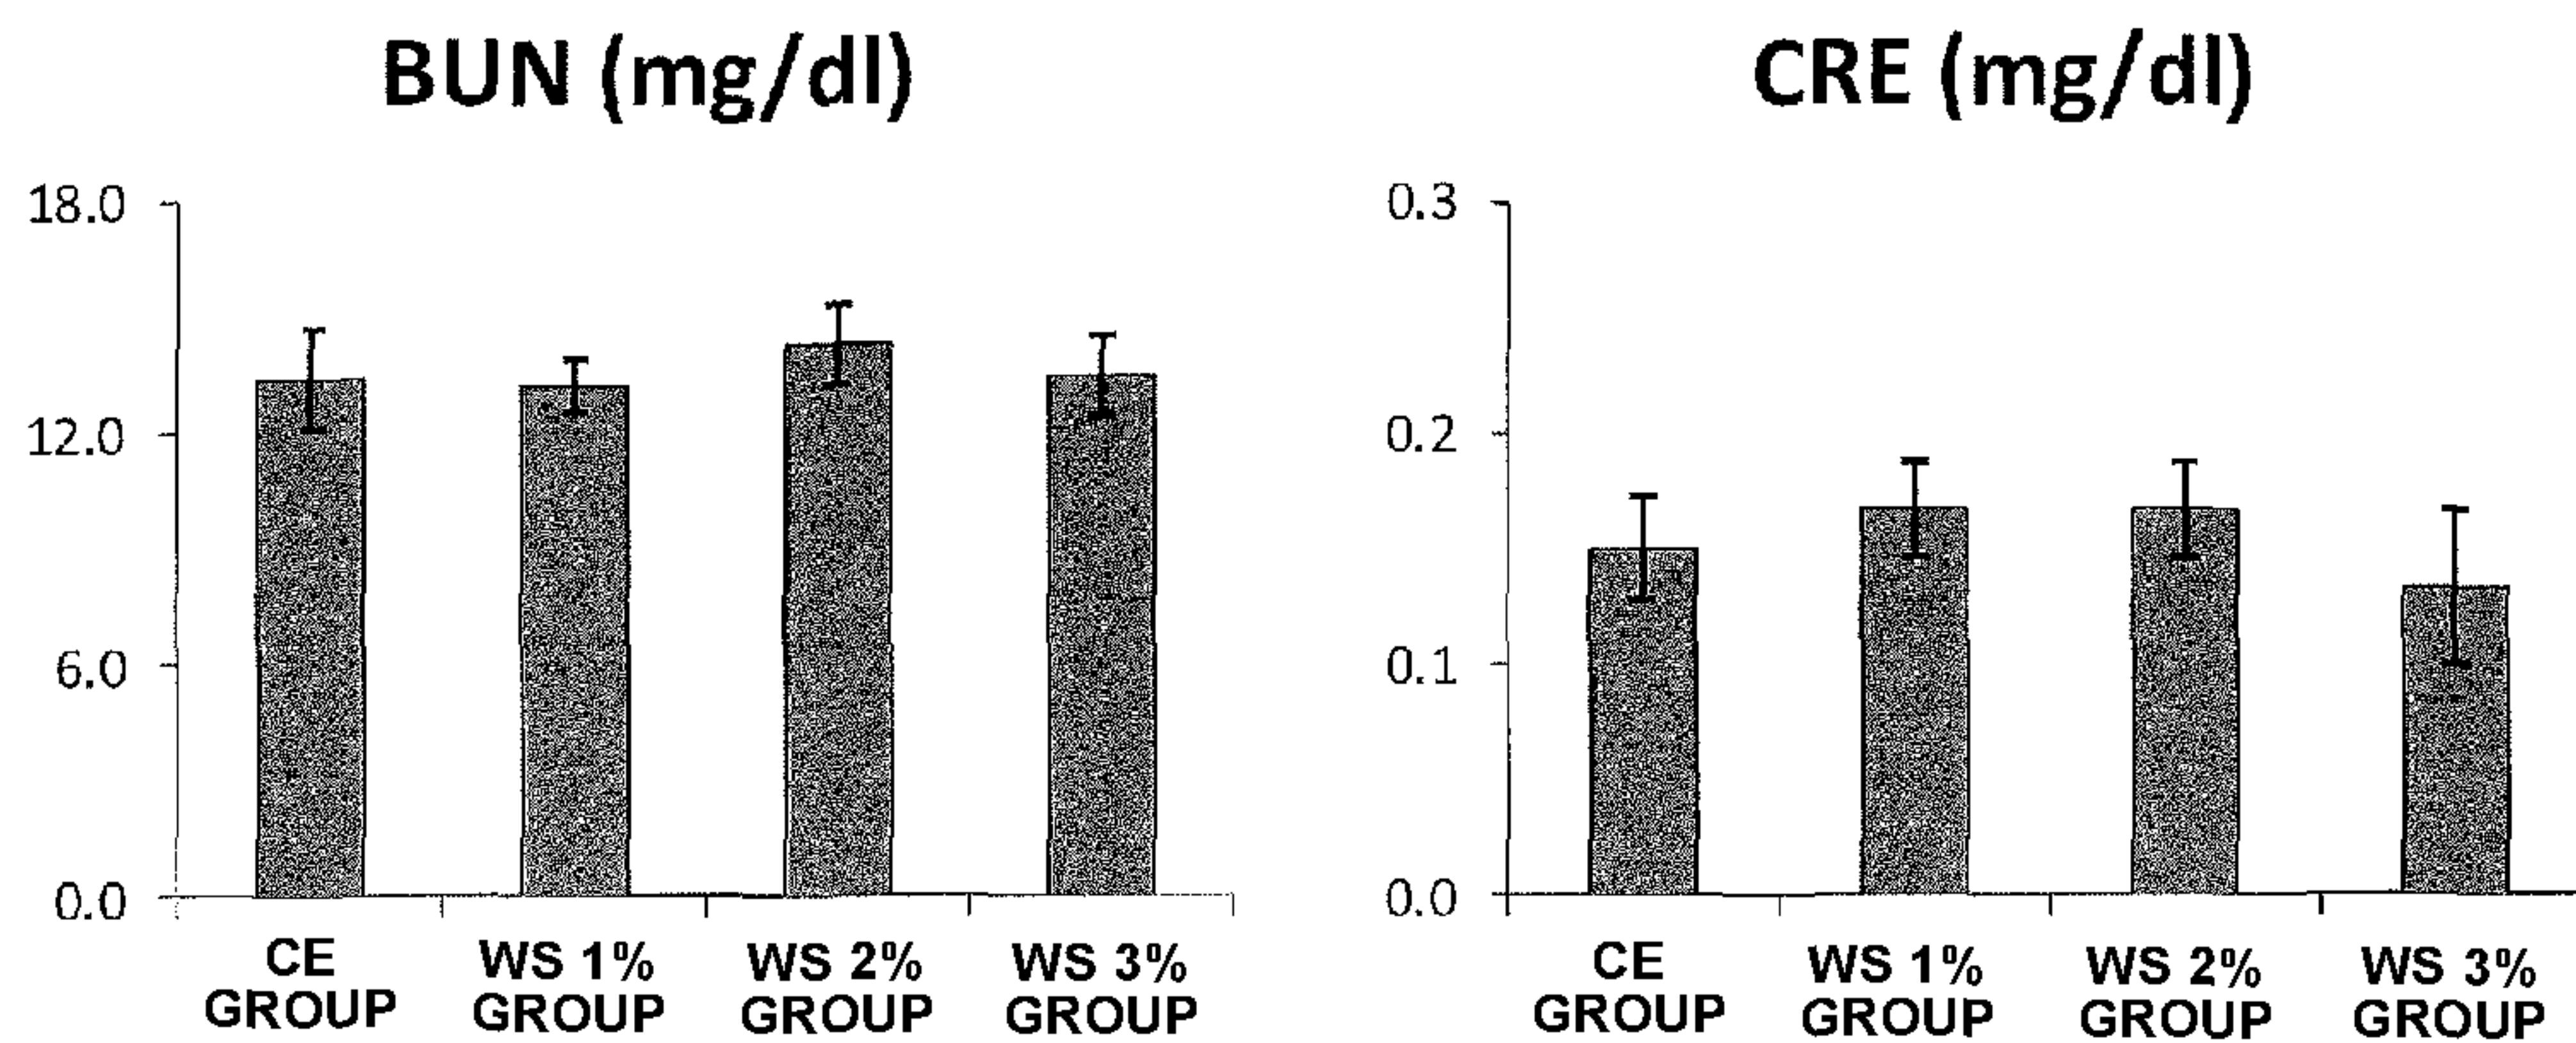 BUN (mg/dl)
18.0
12.0
6.0
0.0
CE
GROUP
WS 1%
GROUP
WS 2%
GROUP
WS 3%
GROUP
CRE (mg/dl)
0.3
0.2
0.1
0.0
CE
GROUP
WS 1%
GROUP
WS 2%
GROUP
WS 3%
GROUP